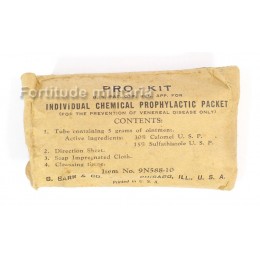 Fortitude militaria
PRO-KIT
INDIVIDUAL CHEMICAL PROPHYLACTIC PACKET
(FOR THE PREVENTION OF VENEREAL DISEASE ONLY)
CONTENTS:
1. Tube containing 5 grams of ointment.
Active Ingredients: 30% Calomel U. S. P.
15% Sulfathiazole U. S. P.
2. Direction Sheet.
3. Soap Impregnated Cloth.
4. Cleansing Tissue.
Item No. 9N588-10
G. BARR & CO. CHICAGO, ILL., U. S. A.
Printed in U. S. A.